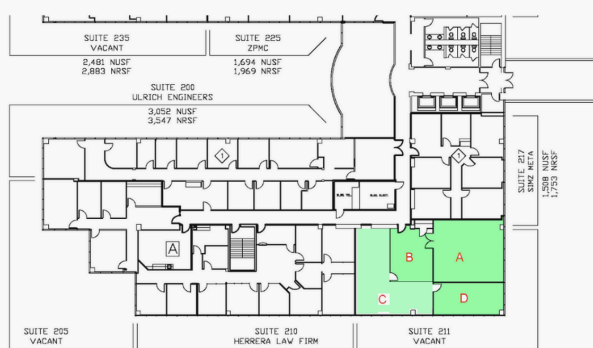 SUITE 235
VACANT
2,481 NUSF
2,883 NRSF
SUITE 225
ZPMC
1,694 NUSF
1,969 NRSF
SUITE 200
ULRICH ENGINEERS
3,052 NUSF
3,547 NRSF
1
1
SUITE 217
SIMZ META
1,508 NUSF
1,753 NRSF
A
B
A
C
D
SUITE 205
VACANT
SUITE 210
HERRERA LAW FIRM
SUITE 211
VACANT